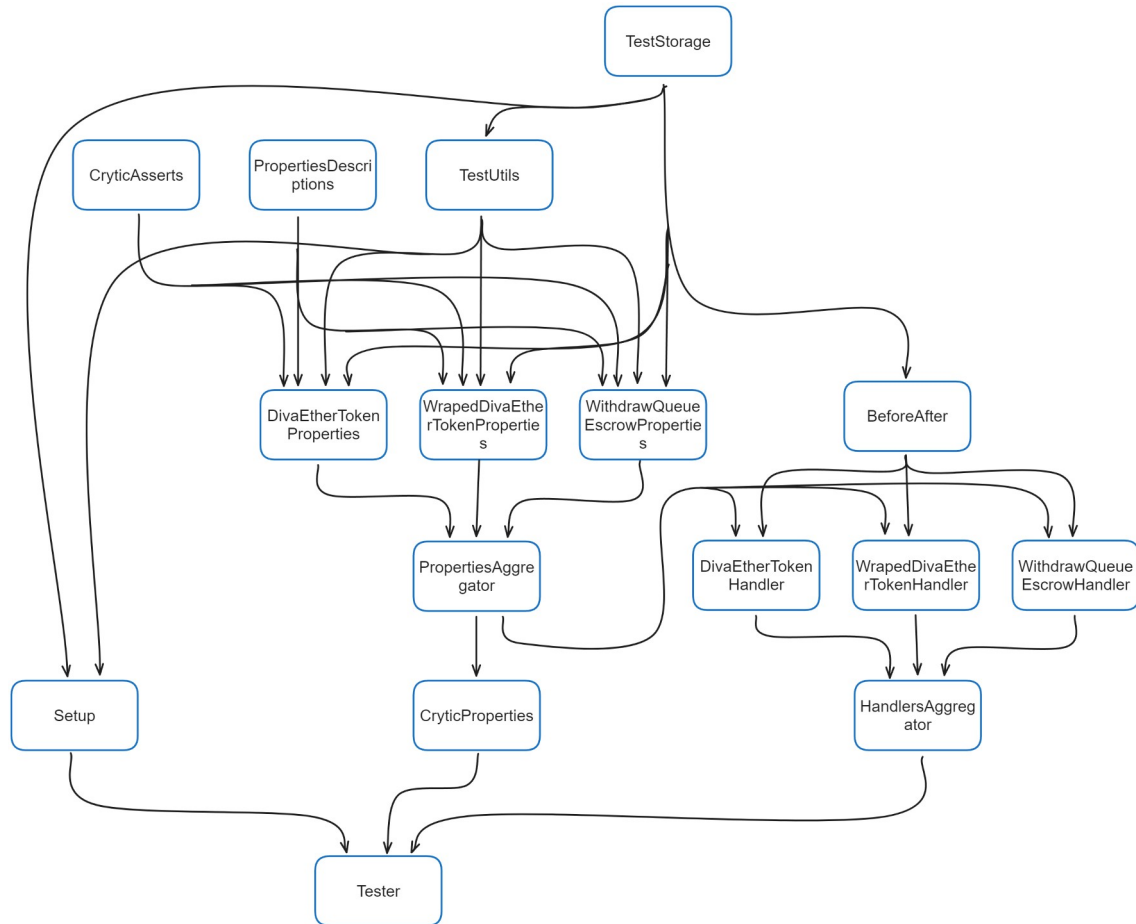 TestStorage
CryticAsserts
PropertiesDescri
ptions
TestUtils
DivaEtherToken
Properties
WrapedDivaEthe
rTokenPropertie
s
WithdrawQueue
EscrowPropertie
s
BeforeAfter
PropertiesAggre
gator
DivaEtherToken
Handler
WrapedDivaEthe
rTokenHandler
WithdrawQueue
EscrowHandler
Setup
CryticProperties
HandlersAggreg
ator
Tester